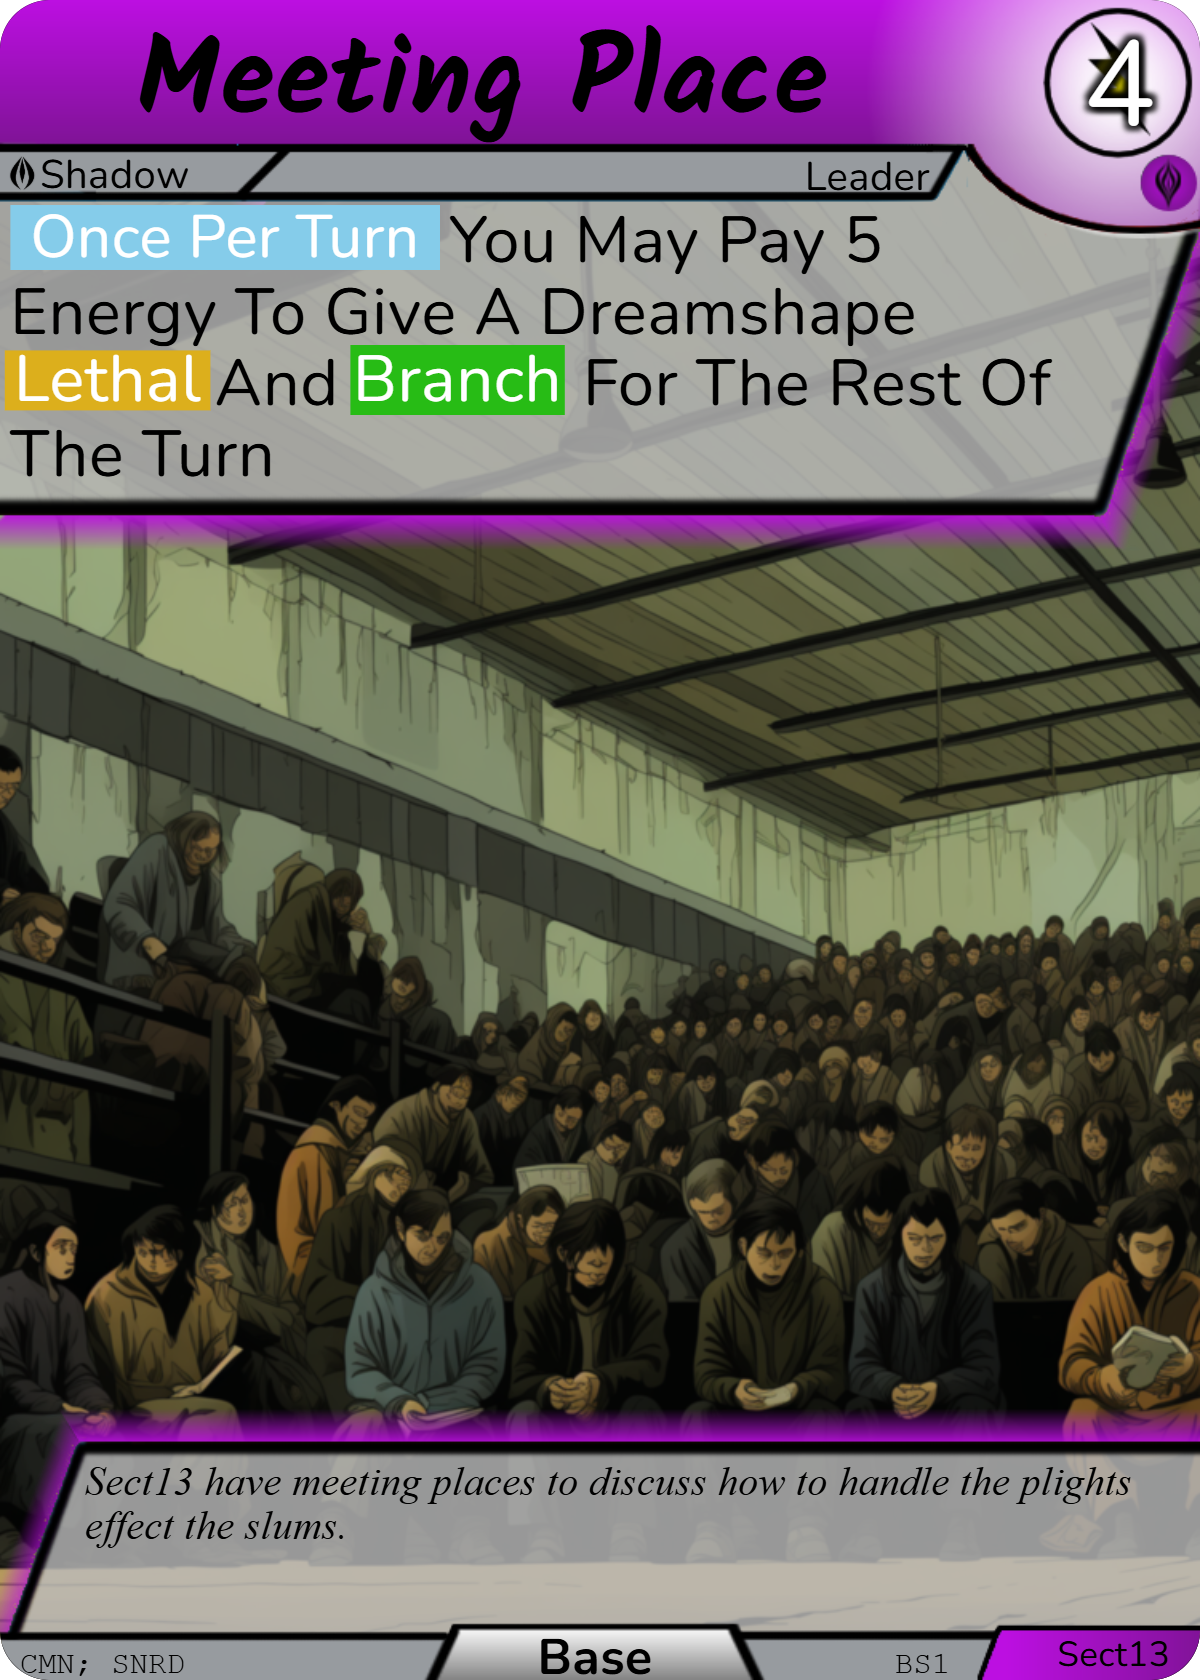 Meeting Place
4
Shadow
Leader
Once Per Turn You May Pay 5
Energy To Give A Dreamshape
Lethal And Branch For The Rest Of
The Turn
Sect13 have meeting places to discuss how to handle the plights
effect the slums.
CMN; SNRD
Base
BS1
Sect13